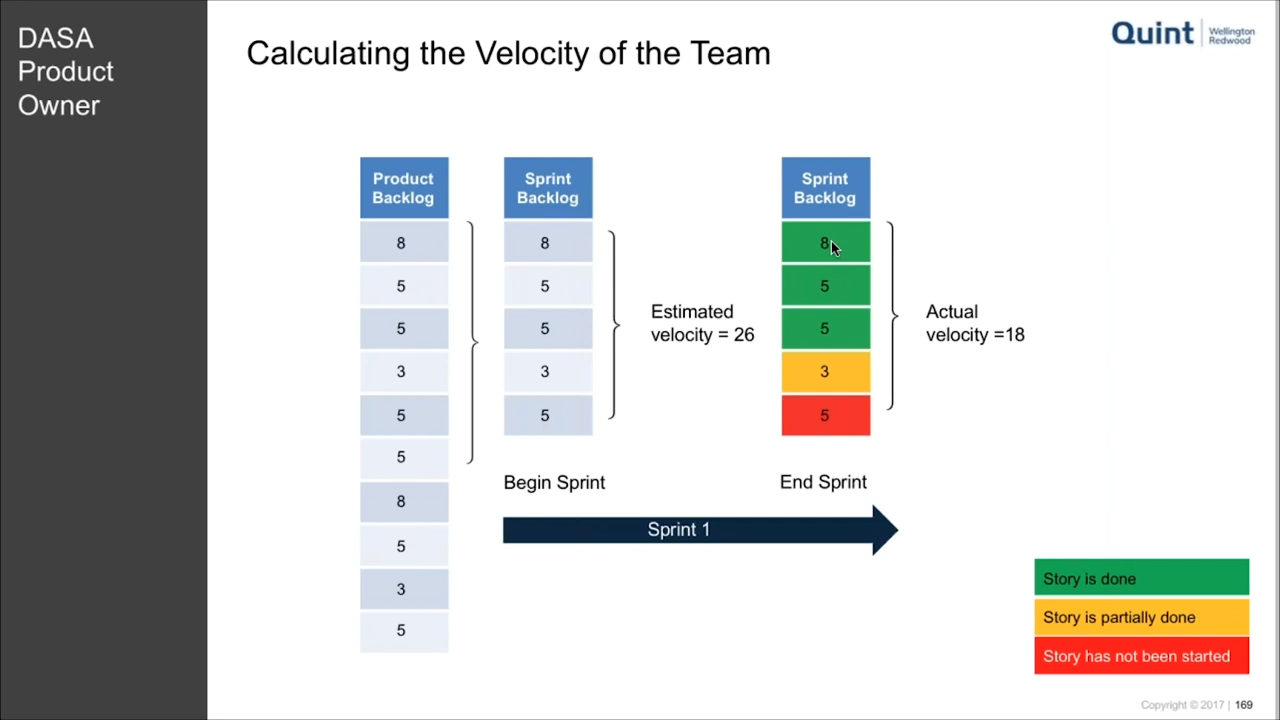 DASA
Product
Owner
Calculating the Velocity of the Team
Quint
Wellington
Redwood
Product
Backlog
8
5
5
3
5
5
8
5
3
5
Sprint
Backlog
8
5
5
3
5
Estimated
velocity = 26
Sprint
Backlog
8
5
5
3
5
Actual
velocity =18
Begin Sprint
End Sprint
Sprint 1
Story is done
Story is partially done
Story has not been started
Copyright © 2017 | 169